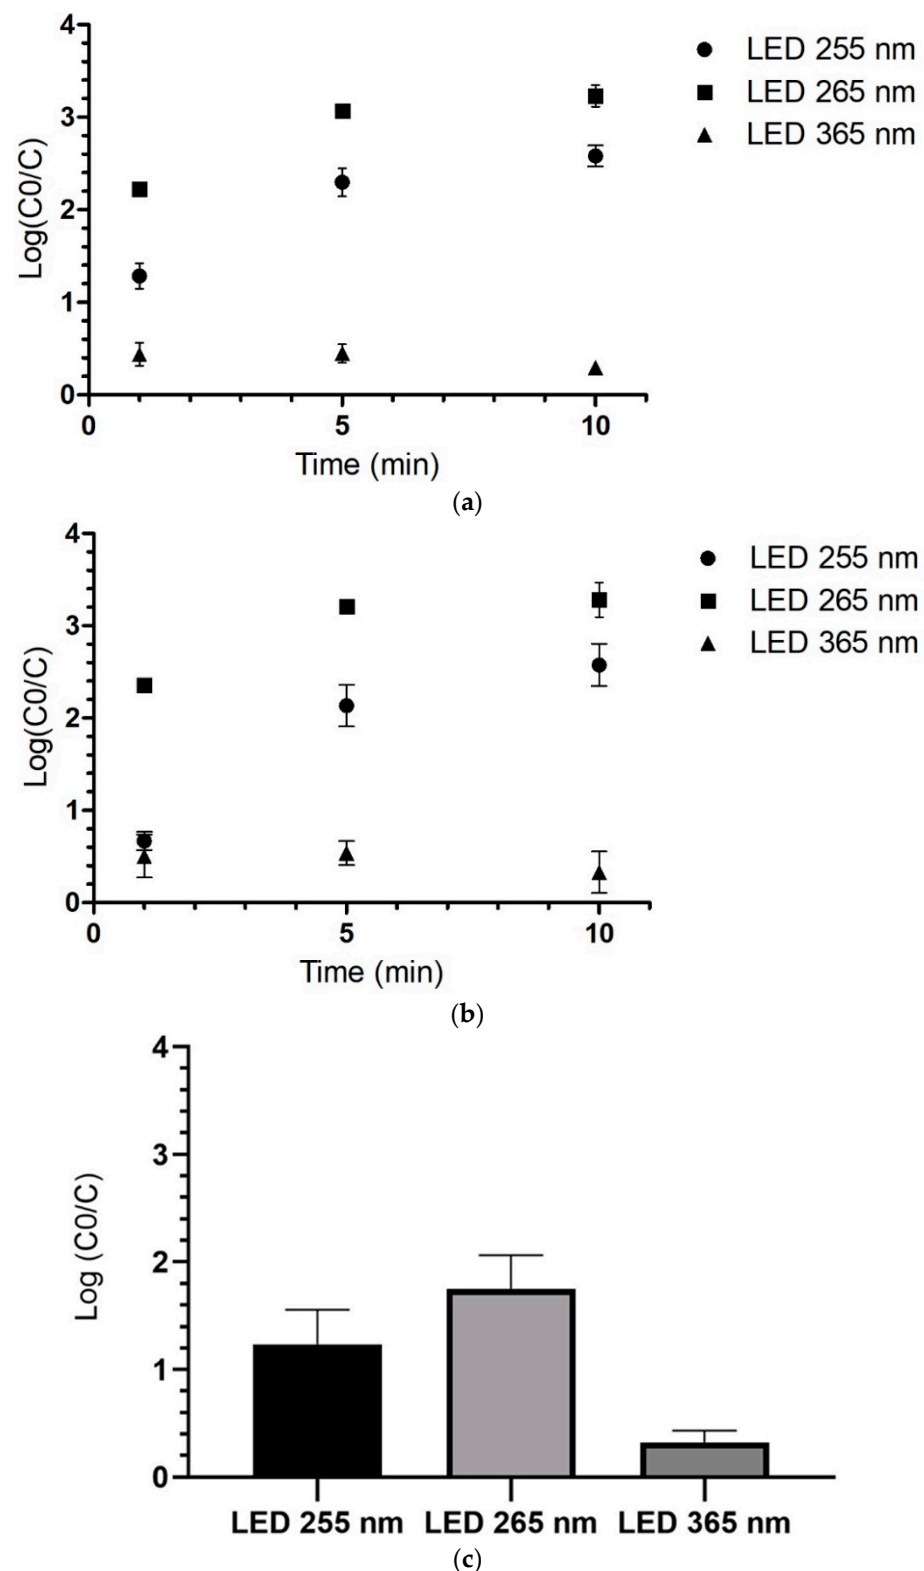 4
3
2
1
0
Log(C0/C)
0 5 10
Time (min)
LED 255 nm
LED 265 nm
LED 365 nm
(a)
4
3
2
1
0
Log(C0/C)
0 5 10
Time (min)
LED 255 nm
LED 265 nm
LED 365 nm
(b)
4
3
2
1
0
Log (C0/C)
LED 255 nm LED 265 nm LED 365 nm
(c)